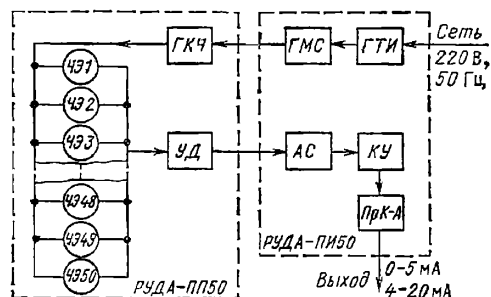 ГКЧ
ГМС
ГТИ
Сеть
220 В,
50 Гц
ЧЭ1
ЧЭ2
ЧЭ3
УД
АС
КУ
ЧЭ48
ЧЭ49
ЧЭ50
ПрК-А
РУДА-ПИ50
РУДА-ПП50
Выход
0-5 мА
4-20 мА